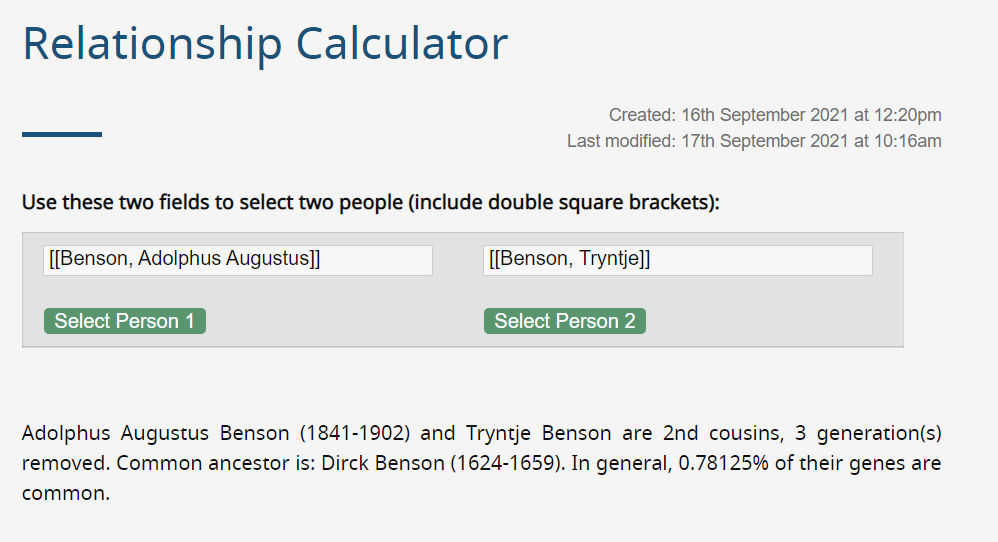 Relationship Calculator
Created: 16th September 2021 at 12:20pm
Last modified: 17th September 2021 at 10:16am
Use these two fields to select two people (include double square brackets):
[[Benson, Adolphus Augustus]] [[Benson, Tryntje]]
Select Person 1 Select Person 2
Adolphus Augustus Benson (1841-1902) and Tryntje Benson are 2nd cousins, 3 generation(s)
removed. Common ancestor is: Dirck Benson (1624-1659). In general, 0.78125% of their genes are
common.